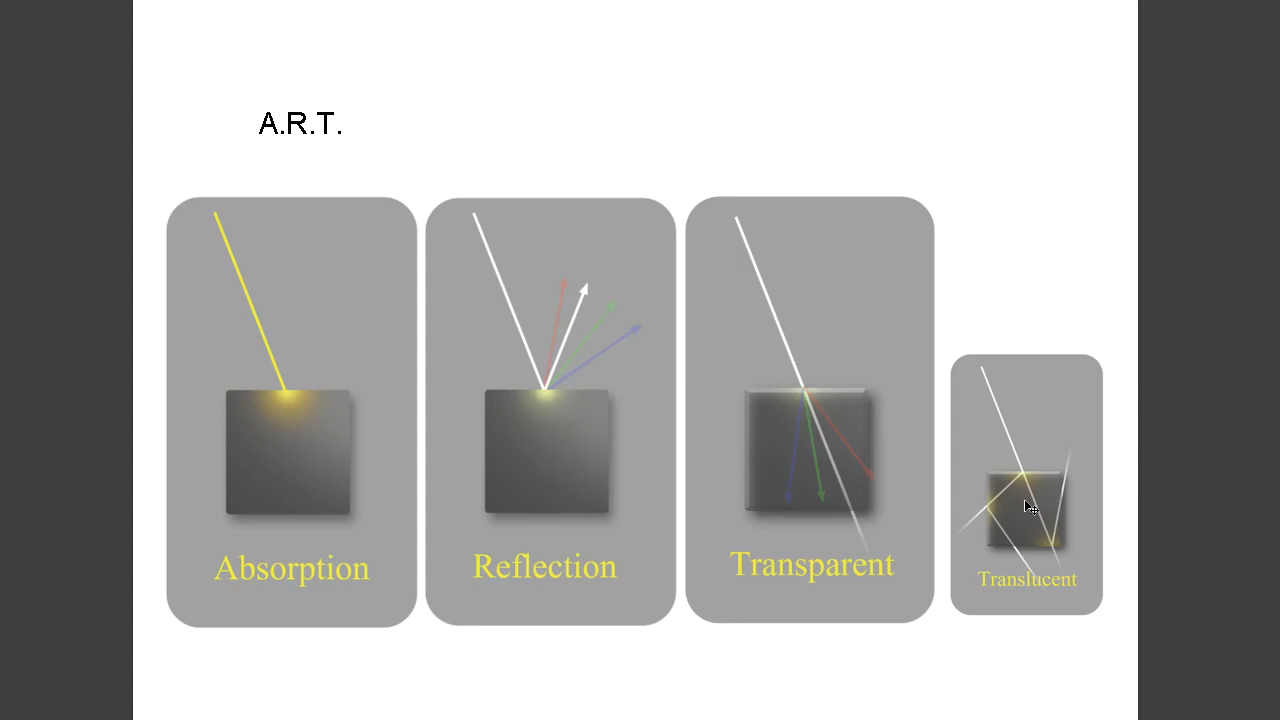 A.R.T.
Absorption
Reflection
Transparent
Translucent